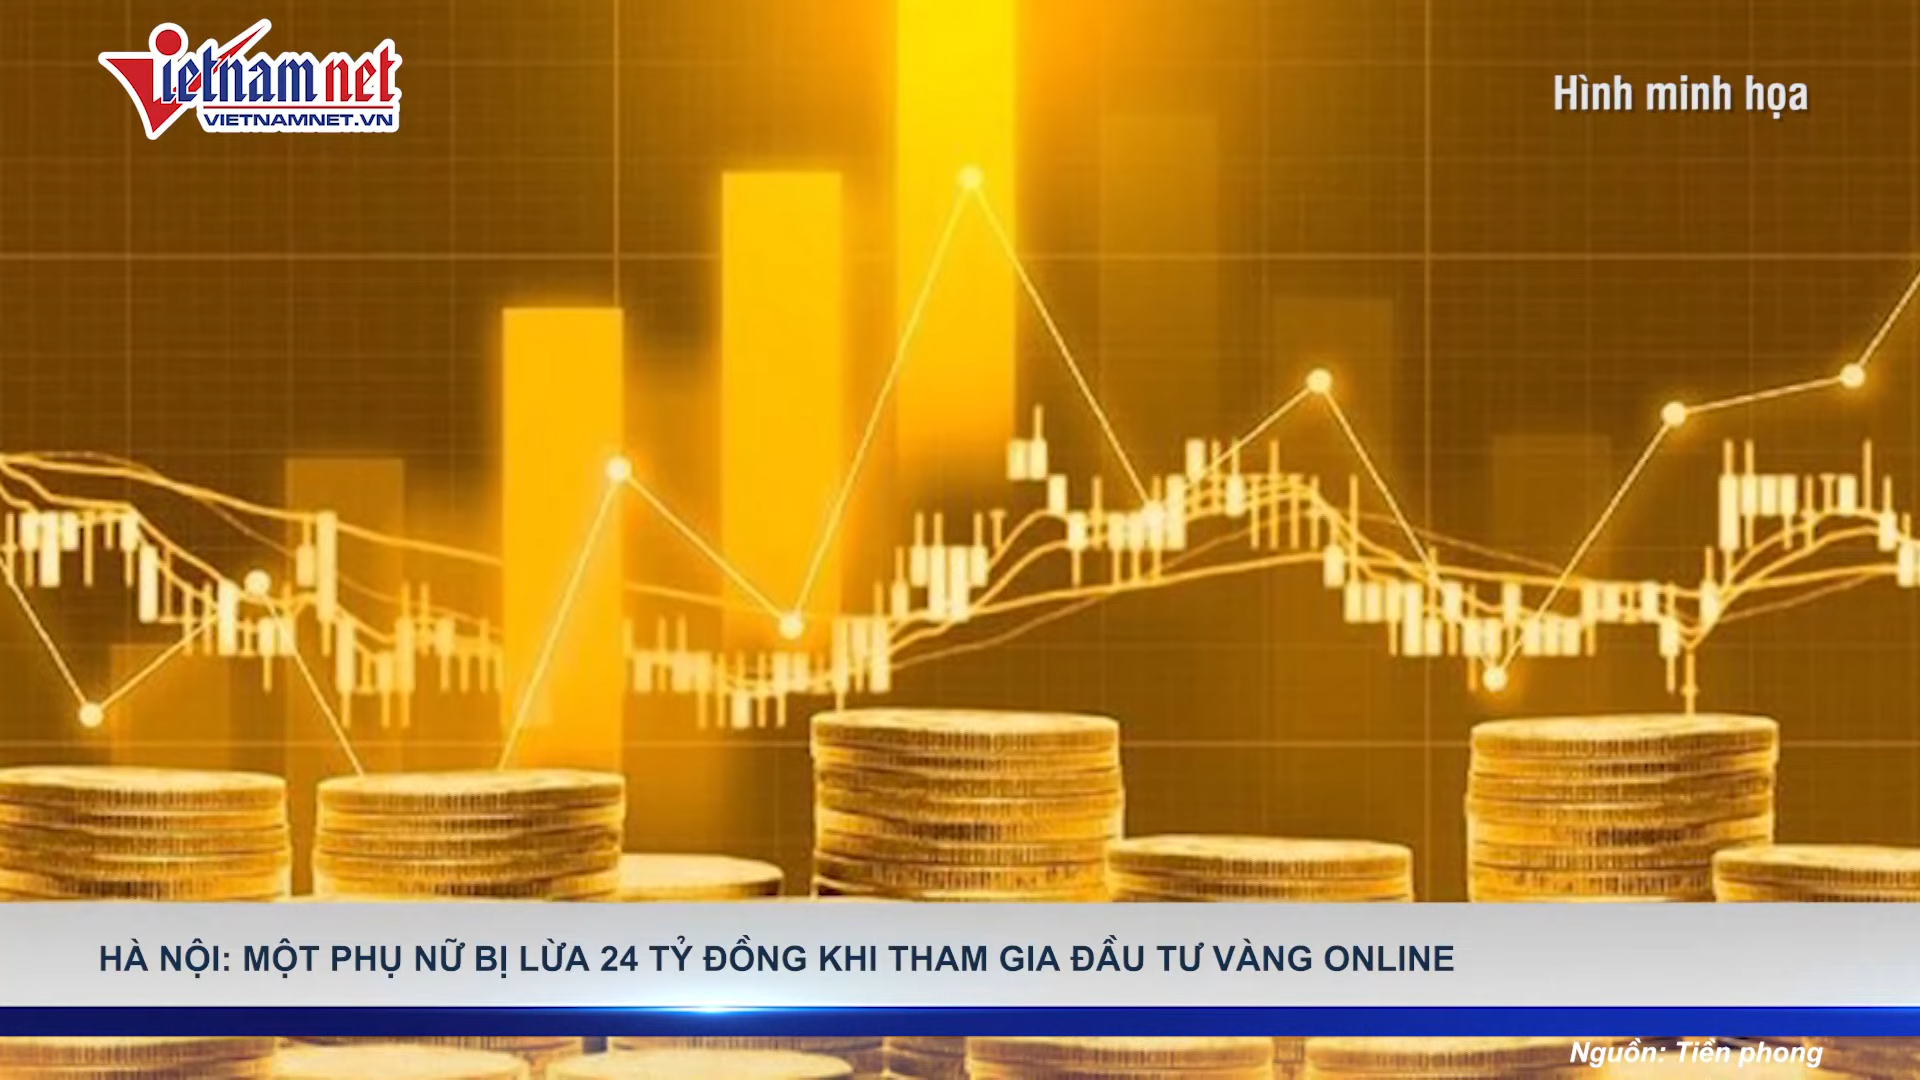 Vietnamnet
VIETNAMNET.VN
Hình minh họa
HÀ NỘI: MỘT PHỤ NỮ BỊ LỪA 24 TỶ ĐỒNG KHI THAM GIA ĐẦU TƯ VÀNG ONLINE
Nguồn: Tiền phong